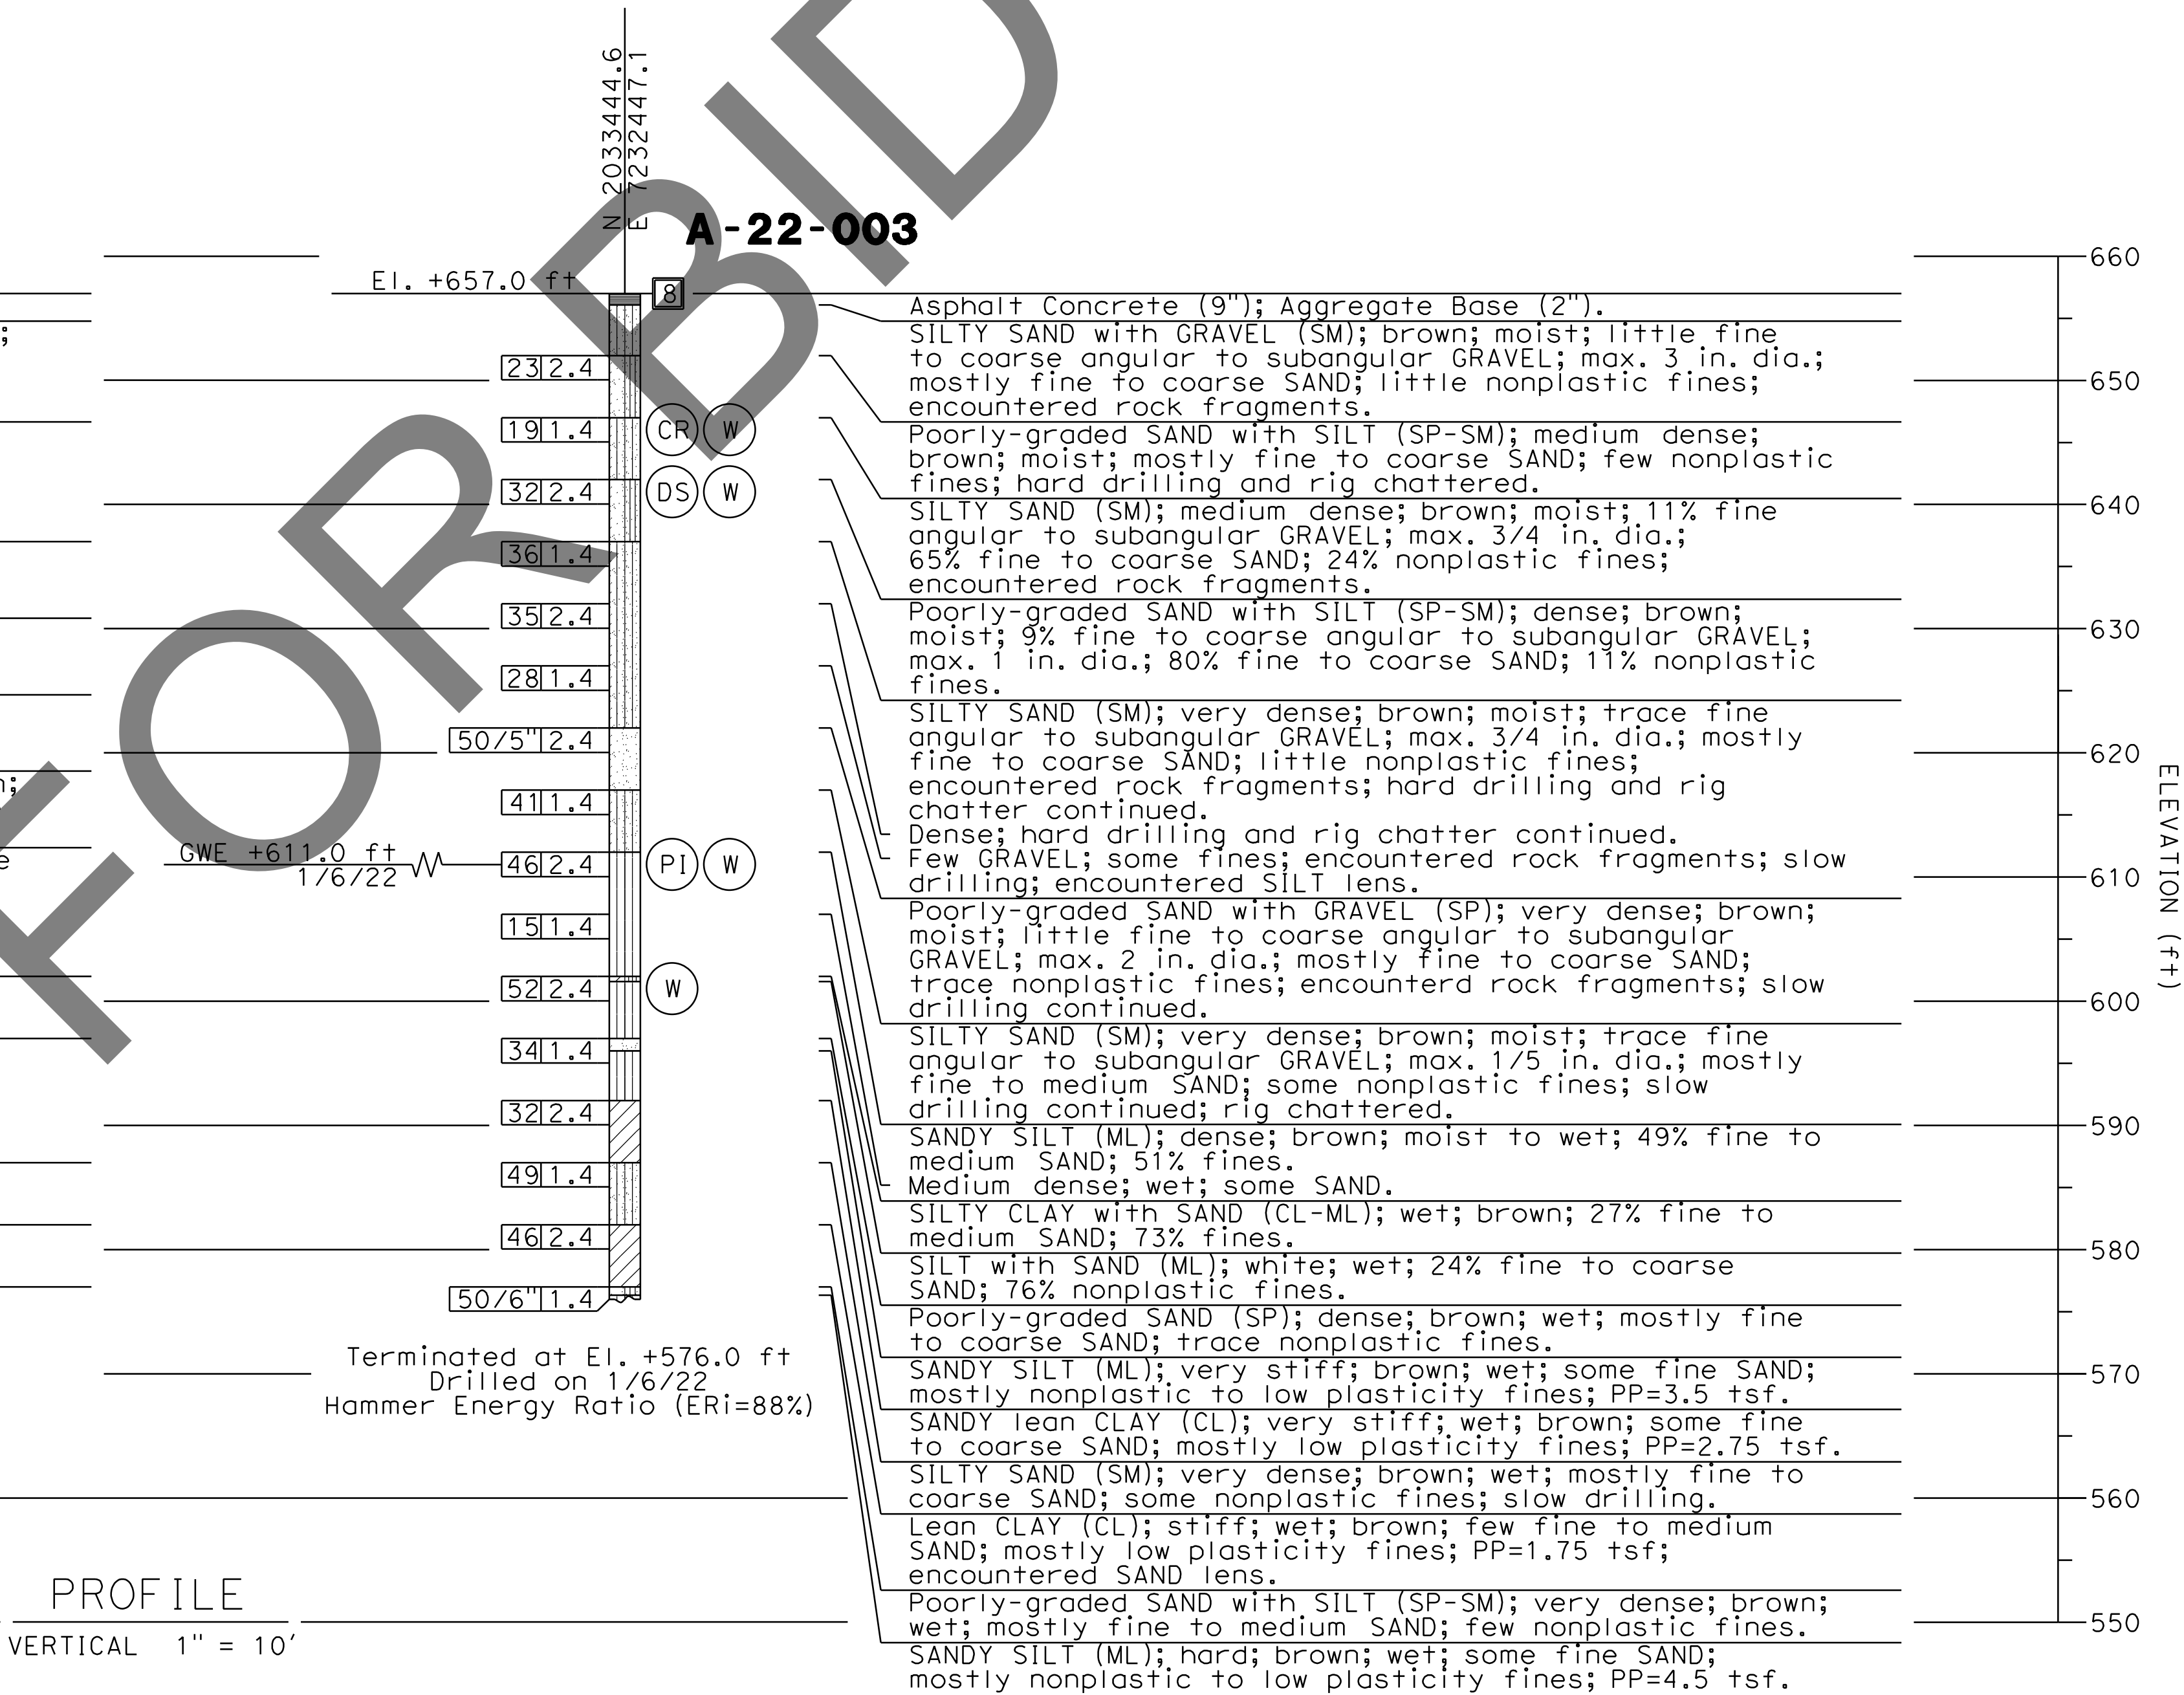 N 2033444.6
E 7232447.1
A-22-003
El. +657.0 ft
8
23 2.4
19 1.4 CR W
32 2.4 DS W
36 1.4
35 2.4
28 1.4
50/5" 2.4
41 1.4
GWE +611.0 ft
1/6/22
46 2.4 PI W
15 1.4
52 2.4 W
34 1.4
32 2.4
49 1.4
46 2.4
50/6" 1.4
Terminated at El. +576.0 ft
Drilled on 1/6/22
Hammer Energy Ratio (ERi=88%)
Asphalt Concrete (9"); Aggregate Base (2").
SILTY SAND with GRAVEL (SM); brown; moist; little fine
to coarse angular to subangular GRAVEL; max. 3 in. dia.;
mostly fine to coarse SAND; little nonplastic fines;
encountered rock fragments.
Poorly-graded SAND with SILT (SP-SM); medium dense;
brown; moist; mostly fine to coarse SAND; few nonplastic
fines; hard drilling and rig chattered.
SILTY SAND (SM); medium dense; brown; moist; 11% fine
angular to subangular GRAVEL; max. 3/4 in. dia.;
65% fine to coarse SAND; 24% nonplastic fines;
encountered rock fragments.
Poorly-graded SAND with SILT (SP-SM); dense; brown;
moist; 9% fine to coarse angular to subangular GRAVEL;
max. 1 in. dia.; 80% fine to coarse SAND; 11% nonplastic
fines.
SILTY SAND (SM); very dense; brown; moist; trace fine
angular to subangular GRAVEL; max. 3/4 in. dia.; mostly
fine to coarse SAND; little nonplastic fines;
encountered rock fragments; hard drilling and rig
chatter continued.
Dense; hard drilling and rig chatter continued.
Few GRAVEL; some fines; encountered rock fragments; slow
drilling; encountered SILT lens.
Poorly-graded SAND with GRAVEL (SP); very dense; brown;
moist; little fine to coarse angular to subangular
GRAVEL; max. 2 in. dia.; mostly fine to coarse SAND;
trace nonplastic fines; encounterd rock fragments; slow
drilling continued.
SILTY SAND (SM); very dense; brown; moist; trace fine
angular to subangular GRAVEL; max. 1/5 in. dia.; mostly
fine to medium SAND; some nonplastic fines; slow
drilling continued; rig chattered.
SANDY SILT (ML); dense; brown; moist to wet; 49% fine to
medium SAND; 51% fines.
Medium dense; wet; some SAND.
SILTY CLAY with SAND (CL-ML); wet; brown; 27% fine to
medium SAND; 73% fines.
SILT with SAND (ML); white; wet; 24% fine to coarse
SAND; 76% nonplastic fines.
Poorly-graded SAND (SP); dense; brown; wet; mostly fine
to coarse SAND; trace nonplastic fines.
SANDY SILT (ML); very stiff; brown; wet; some fine SAND;
mostly nonplastic to low plasticity fines; PP=3.5 tsf.
SANDY lean CLAY (CL); very stiff; wet; brown; some fine
to coarse SAND; mostly low plasticity fines; PP=2.75 tsf.
SILTY SAND (SM); very dense; brown; wet; mostly fine to
coarse SAND; some nonplastic fines; slow drilling.
Lean CLAY (CL); stiff; wet; brown; few fine to medium
SAND; mostly low plasticity fines; PP=1.75 tsf;
encountered SAND lens.
Poorly-graded SAND with SILT (SP-SM); very dense; brown;
wet; mostly fine to medium SAND; few nonplastic fines.
SANDY SILT (ML); hard; brown; wet; some fine SAND;
mostly nonplastic to low plasticity fines; PP=4.5 tsf.
660
650
640
630
620
610
600
590
580
570
560
550
ELEVATION (ft)
PROFILE
VERTICAL 1" = 10'
FOR BID